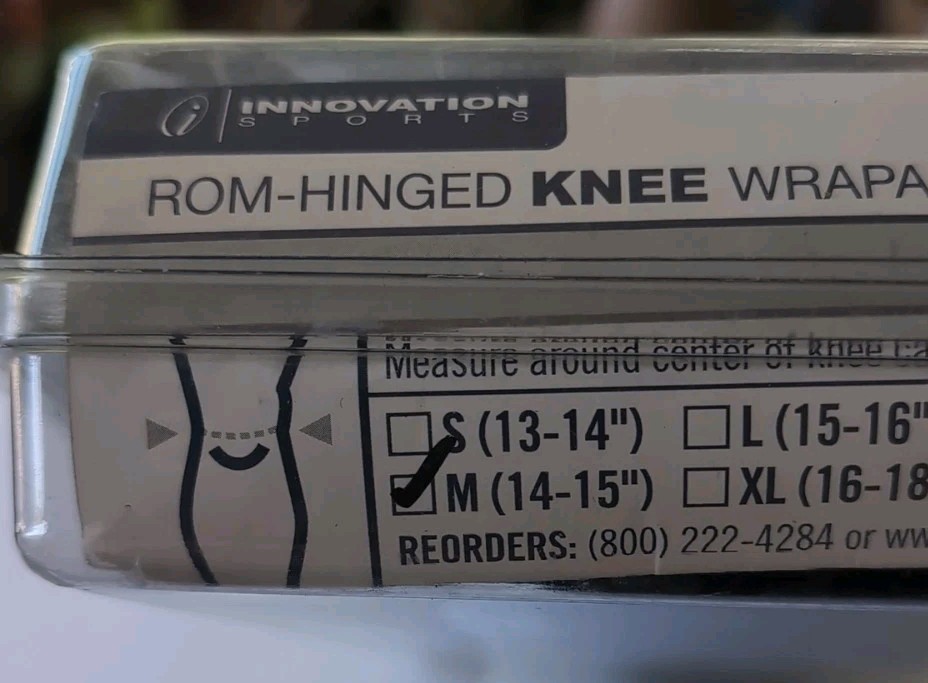 INNOVATION
SPORTS
ROM-HINGED KNEE WRAPA
Measure around center of knee ca
S (13-14") L (15-16"
M (14-15") XL (16-18
REORDERS: (800) 222-4284 or ww